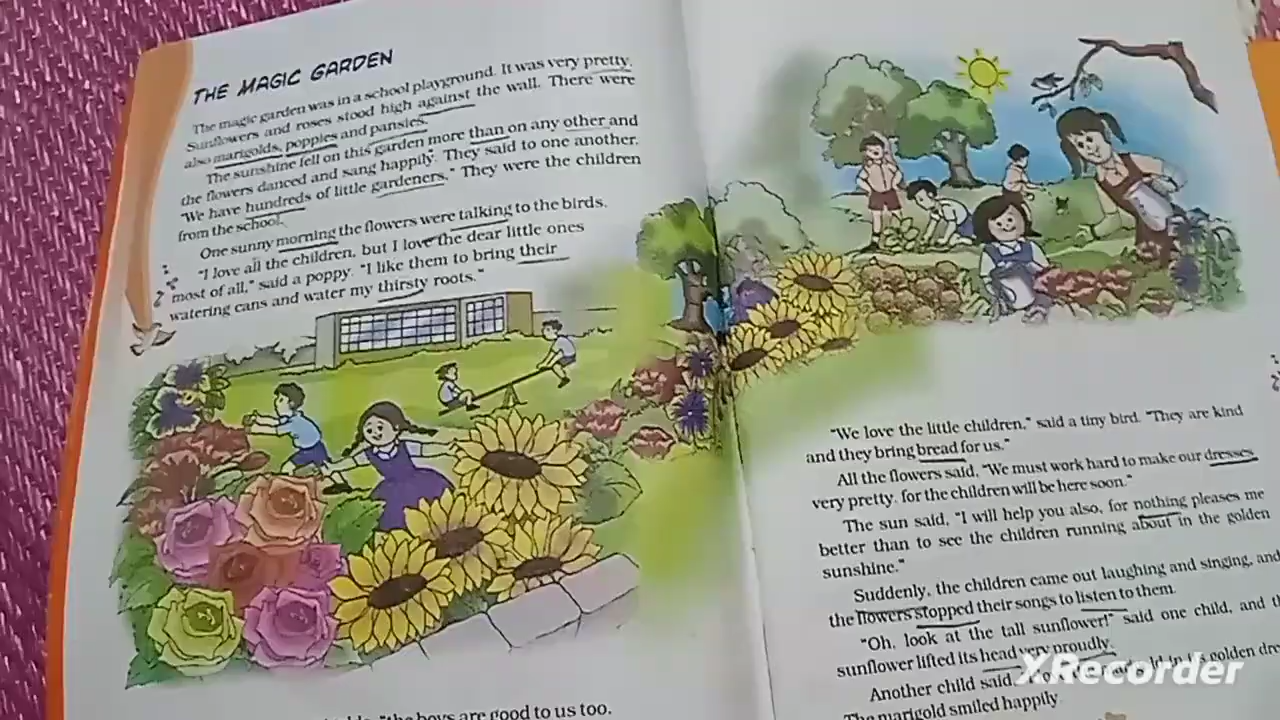 THE MAGIC GARDEN
The magic garden was in a school playground. It was very pretty.
Sunflowers and roses stood high against the wall. There were
also marigolds, poppies and pansies.
The sunshine fell on this garden more than on any other and
the flowers danced and sang happily. They said to one another,
"We have hundreds of little gardeners." They were the children
from the school.
One sunny morning the flowers were talking to the birds.
"I love all the children, but I love the dear little ones
most of all," said a poppy. "I like them to bring their
watering cans and water my thirsty roots."
"the boys are good to us too.
"We love the little children," said a tiny bird. "They are kind
and they bring bread for us."
All the flowers said, "We must work hard to make our dresses
very pretty, for the children will be here soon."
The sun said, "I will help you also, for nothing pleases me
better than to see the children running about in the golden
sunshine."
Suddenly, the children came out laughing and singing, and
the flowers stopped their songs to listen to them.
"Oh, look at the tall sunflower!" said one child, and th
sunflower lifted its head very proudly.
Another child said, golden dre
The marigold smiled happily.
XRecorder